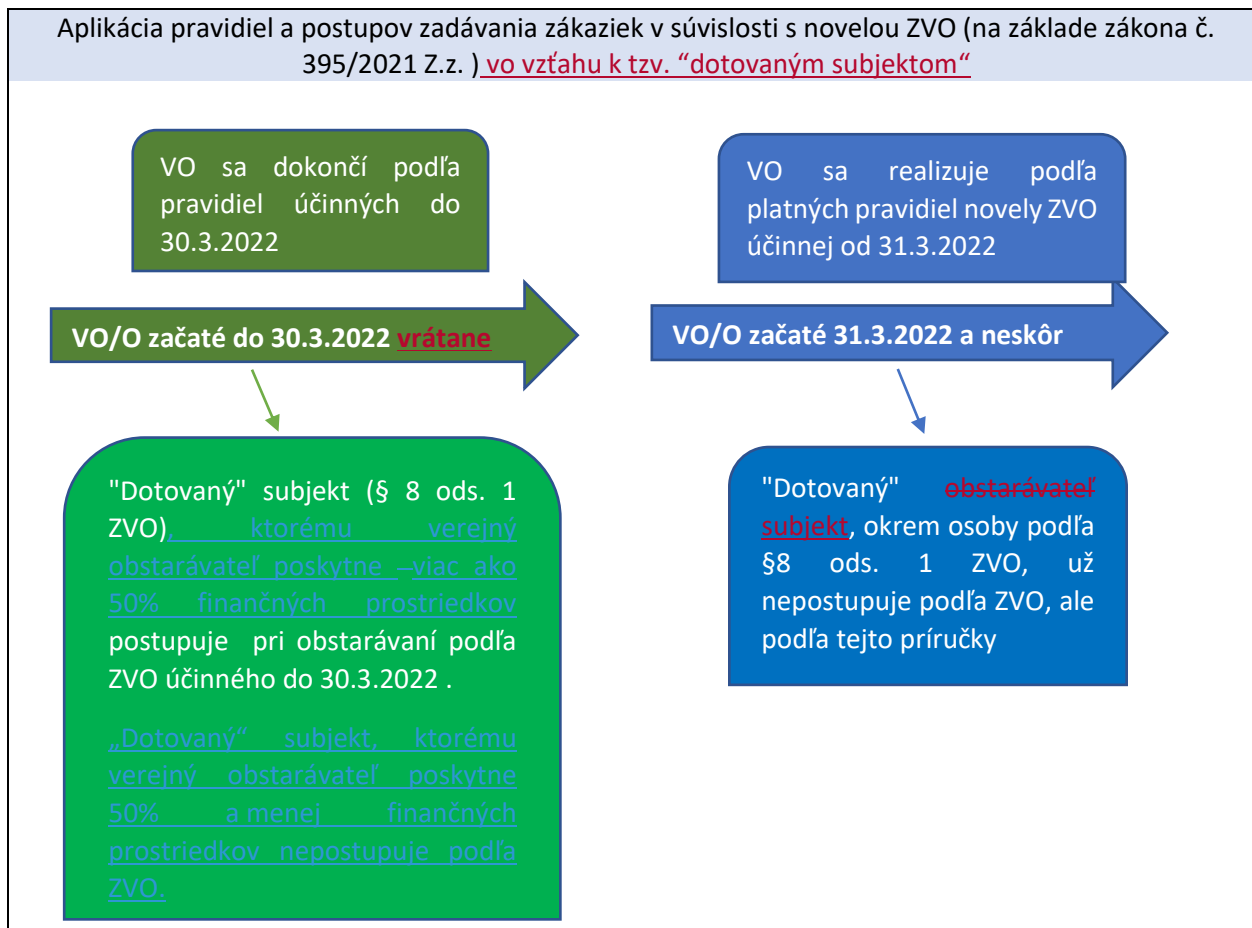 Aplikácia pravidiel a postupov zadávania zákaziek v súvislosti s novelou ZVO (na základe zákona č.
395/2021 Z.z. ) vo vzťahu k tzv. “dotovaným subjektom“
VO sa dokončí podľa
pravidiel účinných do
30.3.2022
VO sa realizuje podľa
platných pravidiel novely ZVO
účinnej od 31.3.2022
VO/O začaté do 30.3.2022 vrátane
VO/O začaté 31.3.2022 a neskôr
"Dotovaný" subjekt (§ 8 ods. 1
ZVO), ktorému verejný
obstarávateľ poskytne –viac ako
50% finančných prostriedkov
postupuje pri obstarávaní podľa
ZVO účinného do 30.3.2022 .
„Dotovaný“ subjekt, ktorému
verejný obstarávateľ poskytne
50% a menej finančných
prostriedkov nepostupuje podľa
ZVO.
"Dotovaný" obstarávateľ
subjekt, okrem osoby podľa
§8 ods. 1 ZVO, už
nepostupuje podľa ZVO, ale
podľa tejto príručky